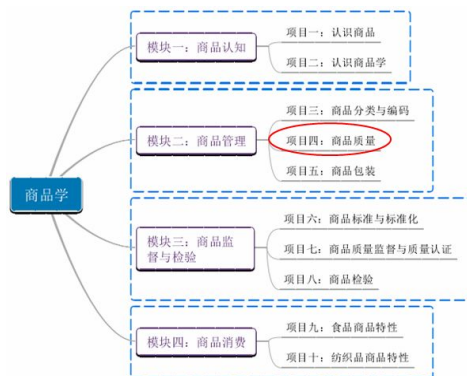 商品学
模块一：商品认知
项目一：认识商品
项目二：认识商品学
模块二：商品管理
项目三：商品分类与编码
项目四：商品质量
项目五：商品包装
模块三：商品监
督与检验
项目六：商品标准与标准化
项目七：商品质量监督与质量认证
项目八：商品检验
模块四：商品消费
项目九：食品商品特性
项目十：纺织品商品特性